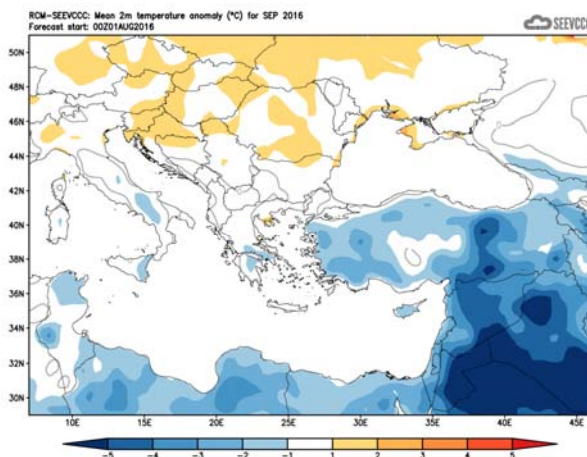 RCM-SEEVCCC: Mean 2m temperature anomaly (°C) for SEP 2016
Forecast start: 00Z01AUG2016
SEEVCCC
50N
48N
46N
44N
42N
40N
38N
36N
34N
32N
30N
10E 15E 20E 25E 30E 35E 40E 45E
-5 -4 -3 -2 -1 1 2 3 4 5